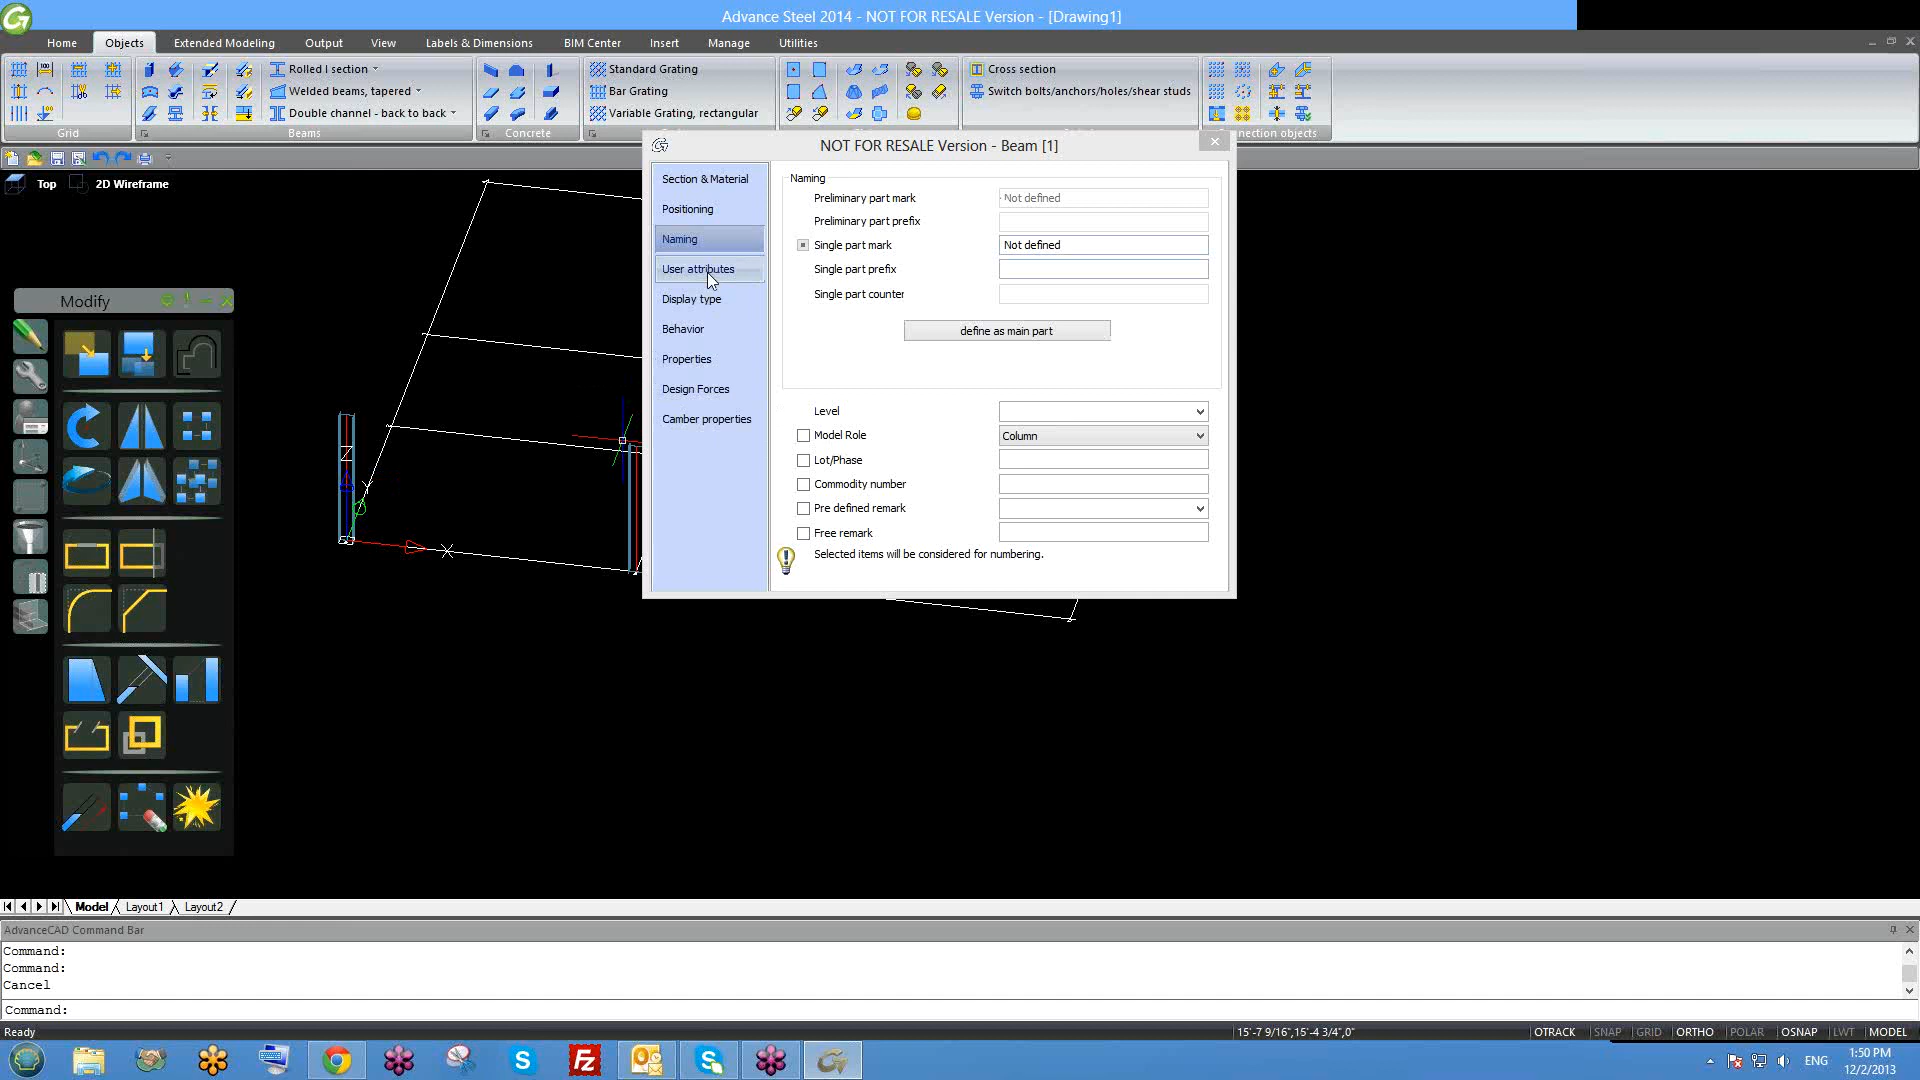 Advance Steel 2014 - NOT FOR RESALE Version - [Drawing1]
Home Objects Extended Modeling Output View Labels & Dimensions BIM Center Insert Manage Utilities
Rolled I section Standard Grating Cross section
Welded beams, tapered Bar Grating Switch bolts/anchors/holes/shear studs
Double channel - back to back Variable Grating, rectangular
Grid Beams Concrete nnection objects
NOT FOR RESALE Version - Beam [1]
Top 2D Wireframe
Section & Material
Positioning
Naming
User attributes
Display type
Behavior
Properties
Design Forces
Camber properties
Naming
Preliminary part mark Not defined
Preliminary part prefix
Single part mark Not defined
Single part prefix
Single part counter
define as main part
Level
Model Role Column
Lot/Phase
Commodity number
Pre defined remark
Free remark
Selected items will be considered for numbering.
Modify
X
Model Layout1 Layout2
AdvanceCAD Command Bar
Command:
Command:
Cancel
Command:
Ready 15'-7 9/16",15'-4 3/4",0" OTRACK SNAP GRID ORTHO POLAR OSNAP LWT MODEL
ENG 1:50 PM
12/2/2013